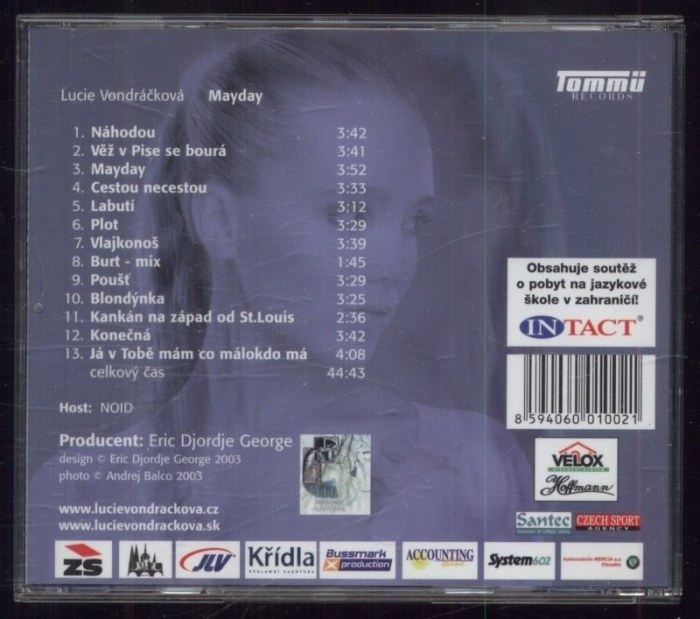 Lucie Vondráčková Mayday
Tommü
RECORDS
1. Náhodou 3:42
2. Věž v Pise se bourá 3:41
3. Mayday 3:52
4. Cestou necestou 3:33
5. Labutí 3:12
6. Plot 3:29
7. Vlajkonoš 3:39
8. Burt - mix 1:45
9. Poušť 3:29
10. Blondýnka 3:25
11. Kankán na západ od St.Louis 2:36
12. Konečná 3:42
13. Já v Tobě mám co málokdo má 4:08
celkový čas 44:43
Host: NOID
Producent: Eric Djordje George
design © Eric Djordje George 2003
photo © Andrej Balco 2003
www.lucievondrackova.cz
www.lucievondrackova.sk
Obsahuje soutěž
o pobyt na jazykové
škole v zahraničí!
INTACT®
8 594060 010021
VELOX
Hoffmann
Santec
CZECH SPORT
AGENCY
ZS
JLV
Křídla
REKLAMNÍ AGENTURA
Bussmark
production
ACCOUNTING
System602